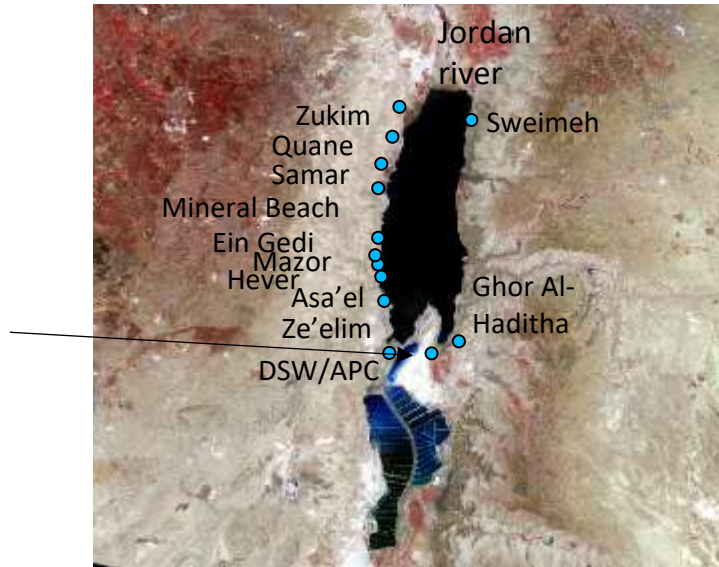 Jordan
river
Zukim
Sweimeh
Quane
Samar
Mineral Beach
Ein Gedi
Mazor
Hever
Ghor Al-
Haditha
Asa'el
Ze'elim
DSW/APC